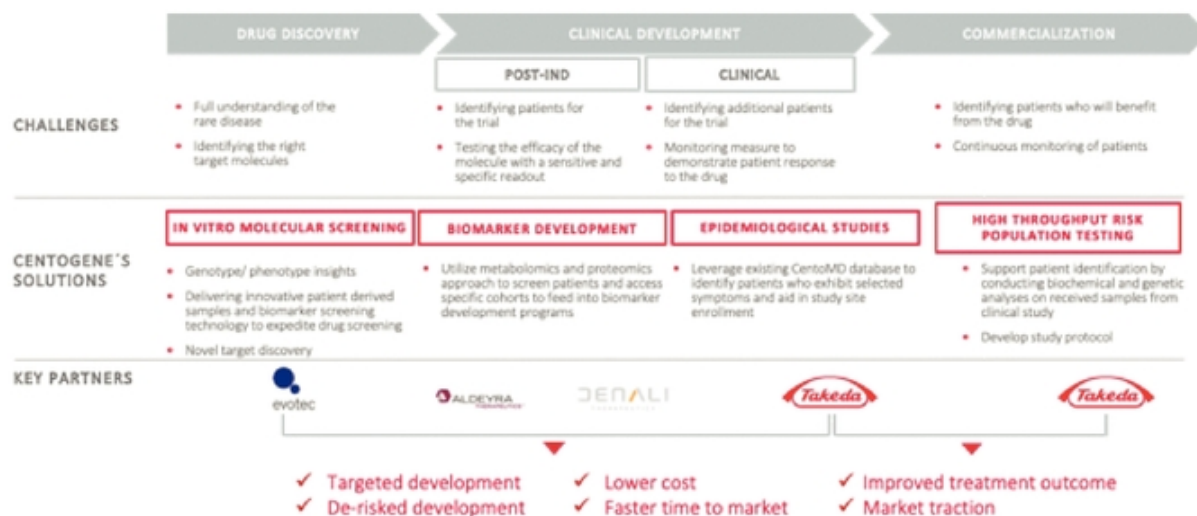 DRUG DISCOVERY
CLINICAL DEVELOPMENT
COMMERCIALIZATION
POST-IND
CLINICAL
CHALLENGES
• Full understanding of the
rare disease
• Identifying the right
target molecules
• Identifying patients for
the trial
• Testing the efficacy of the
molecule with a sensitive and
specific readout
• Identifying additional patients
for the trial
• Monitoring measure to
demonstrate patient response
to the drug
• Identifying patients who will benefit
from the drug
• Continuous monitoring of patients
CENTOGENE´S
SOLUTIONS
IN VITRO MOLECULAR SCREENING
• Genotype/ phenotype insights
• Delivering innovative patient derived
samples and biomarker screening
technology to expedite drug screening
• Novel target discovery
BIOMARKER DEVELOPMENT
• Utilize metabolomics and proteomics
approach to screen patients and access
specific cohorts to feed into biomarker
development programs
EPIDEMIOLOGICAL STUDIES
• Leverage existing CentoMD database to
identify patients who exhibit selected
symptoms and aid in study site
enrollment
HIGH THROUGHPUT RISK
POPULATION TESTING
• Support patient identification by
conducting biochemical and genetic
analyses on received samples from
clinical study
• Develop study protocol
KEY PARTNERS
evotec
ALDEYRA
THERAPEUTICS
DENALI
THERAPEUTICS
Takeda
Takeda
✓ Targeted development
✓ De-risked development
✓ Lower cost
✓ Faster time to market
✓ Improved treatment outcome
✓ Market traction